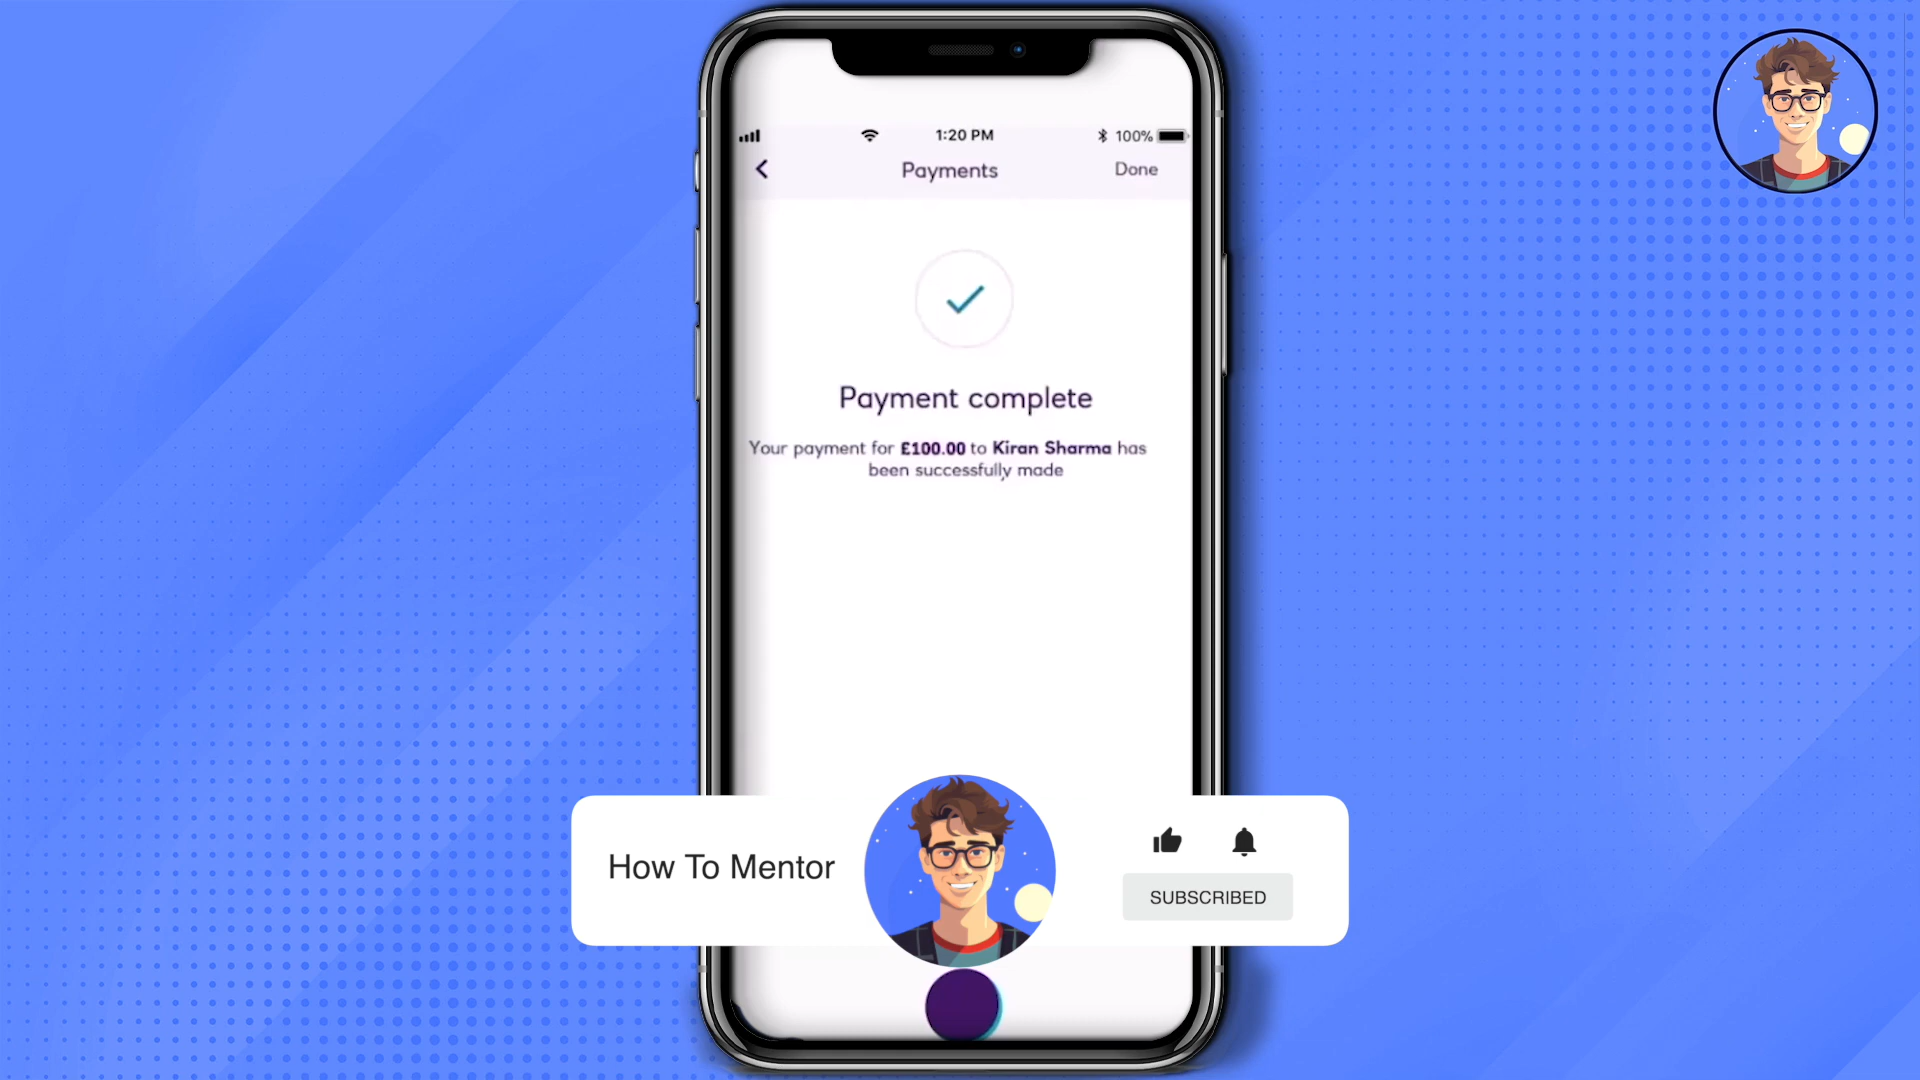 1:20 PM
100%
Payments
Done
Payment complete
Your payment for £100.00 to Kiran Sharma has
been successfully made
How To Mentor
SUBSCRIBED